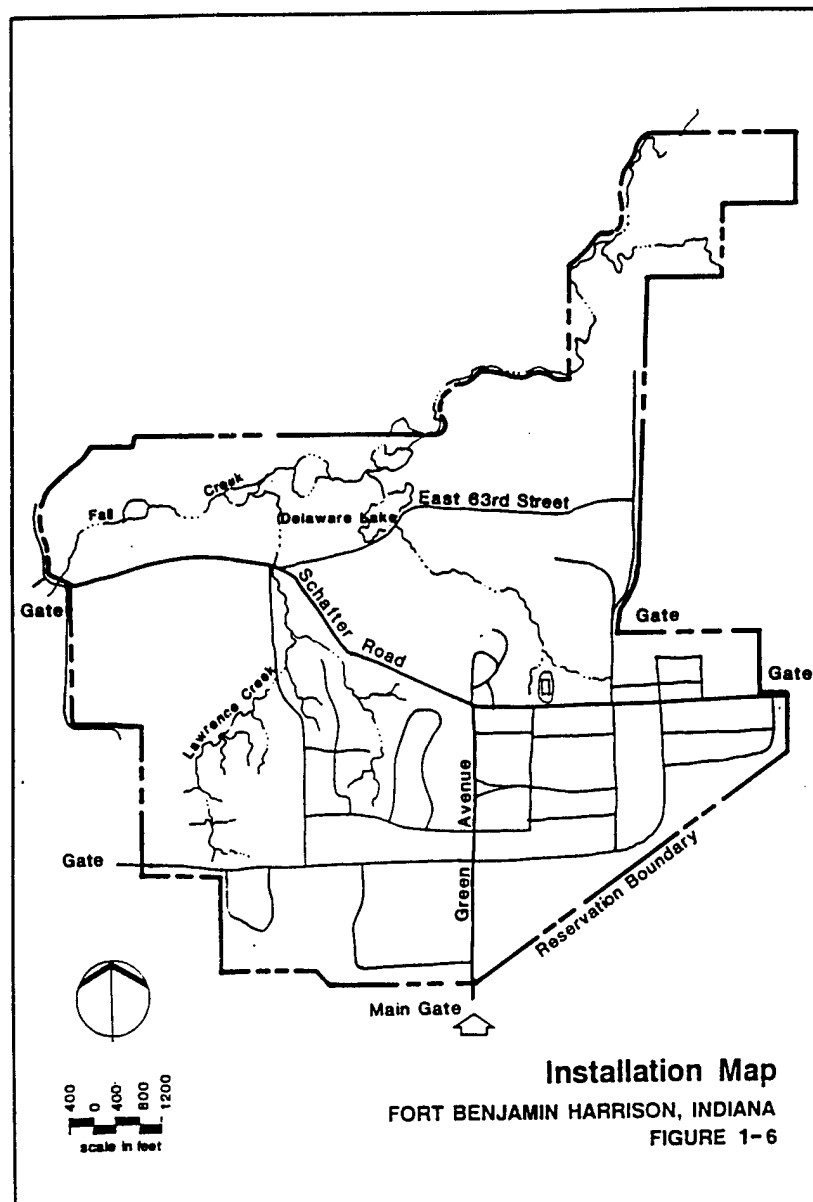 Fall Creek
Delaware Lake
East 63rd Street
Gate
Schafter Road
Gate
Gate
Lawrence Creek
Green Avenue
Gate
Reservation Boundary
Main Gate
400 0 400 800 1200
scale in feet
Installation Map
FORT BENJAMIN HARRISON, INDIANA
FIGURE 1-6